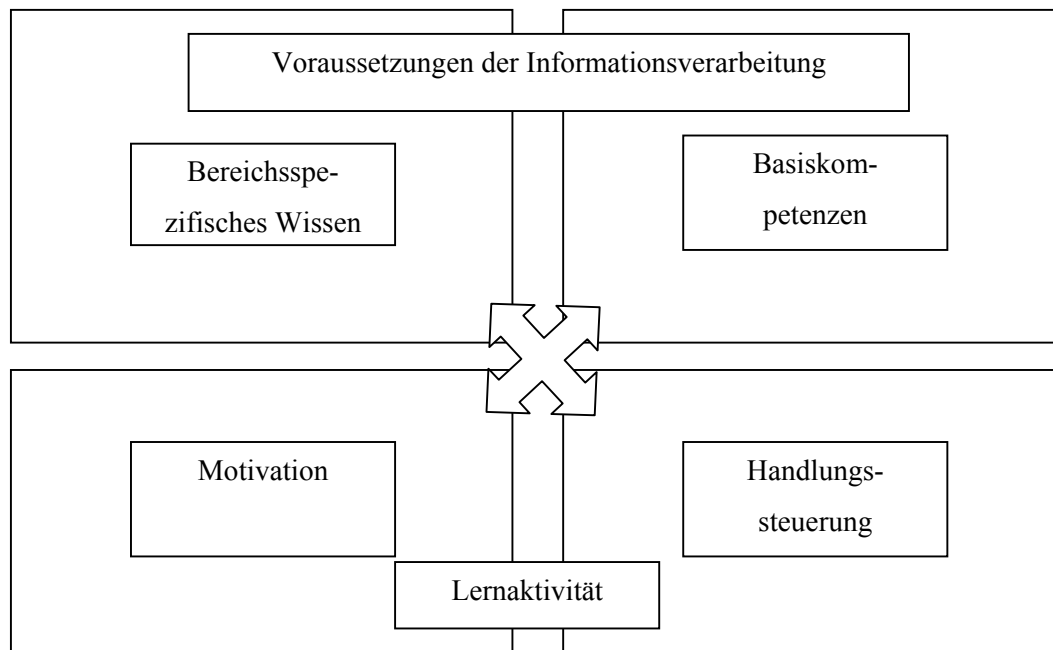 Voraussetzungen der Informationsverarbeitung
Bereichsspe-
zifisches Wissen
Basiskom-
petenzen
Motivation
Handlungs-
steuerung
Lernaktivität